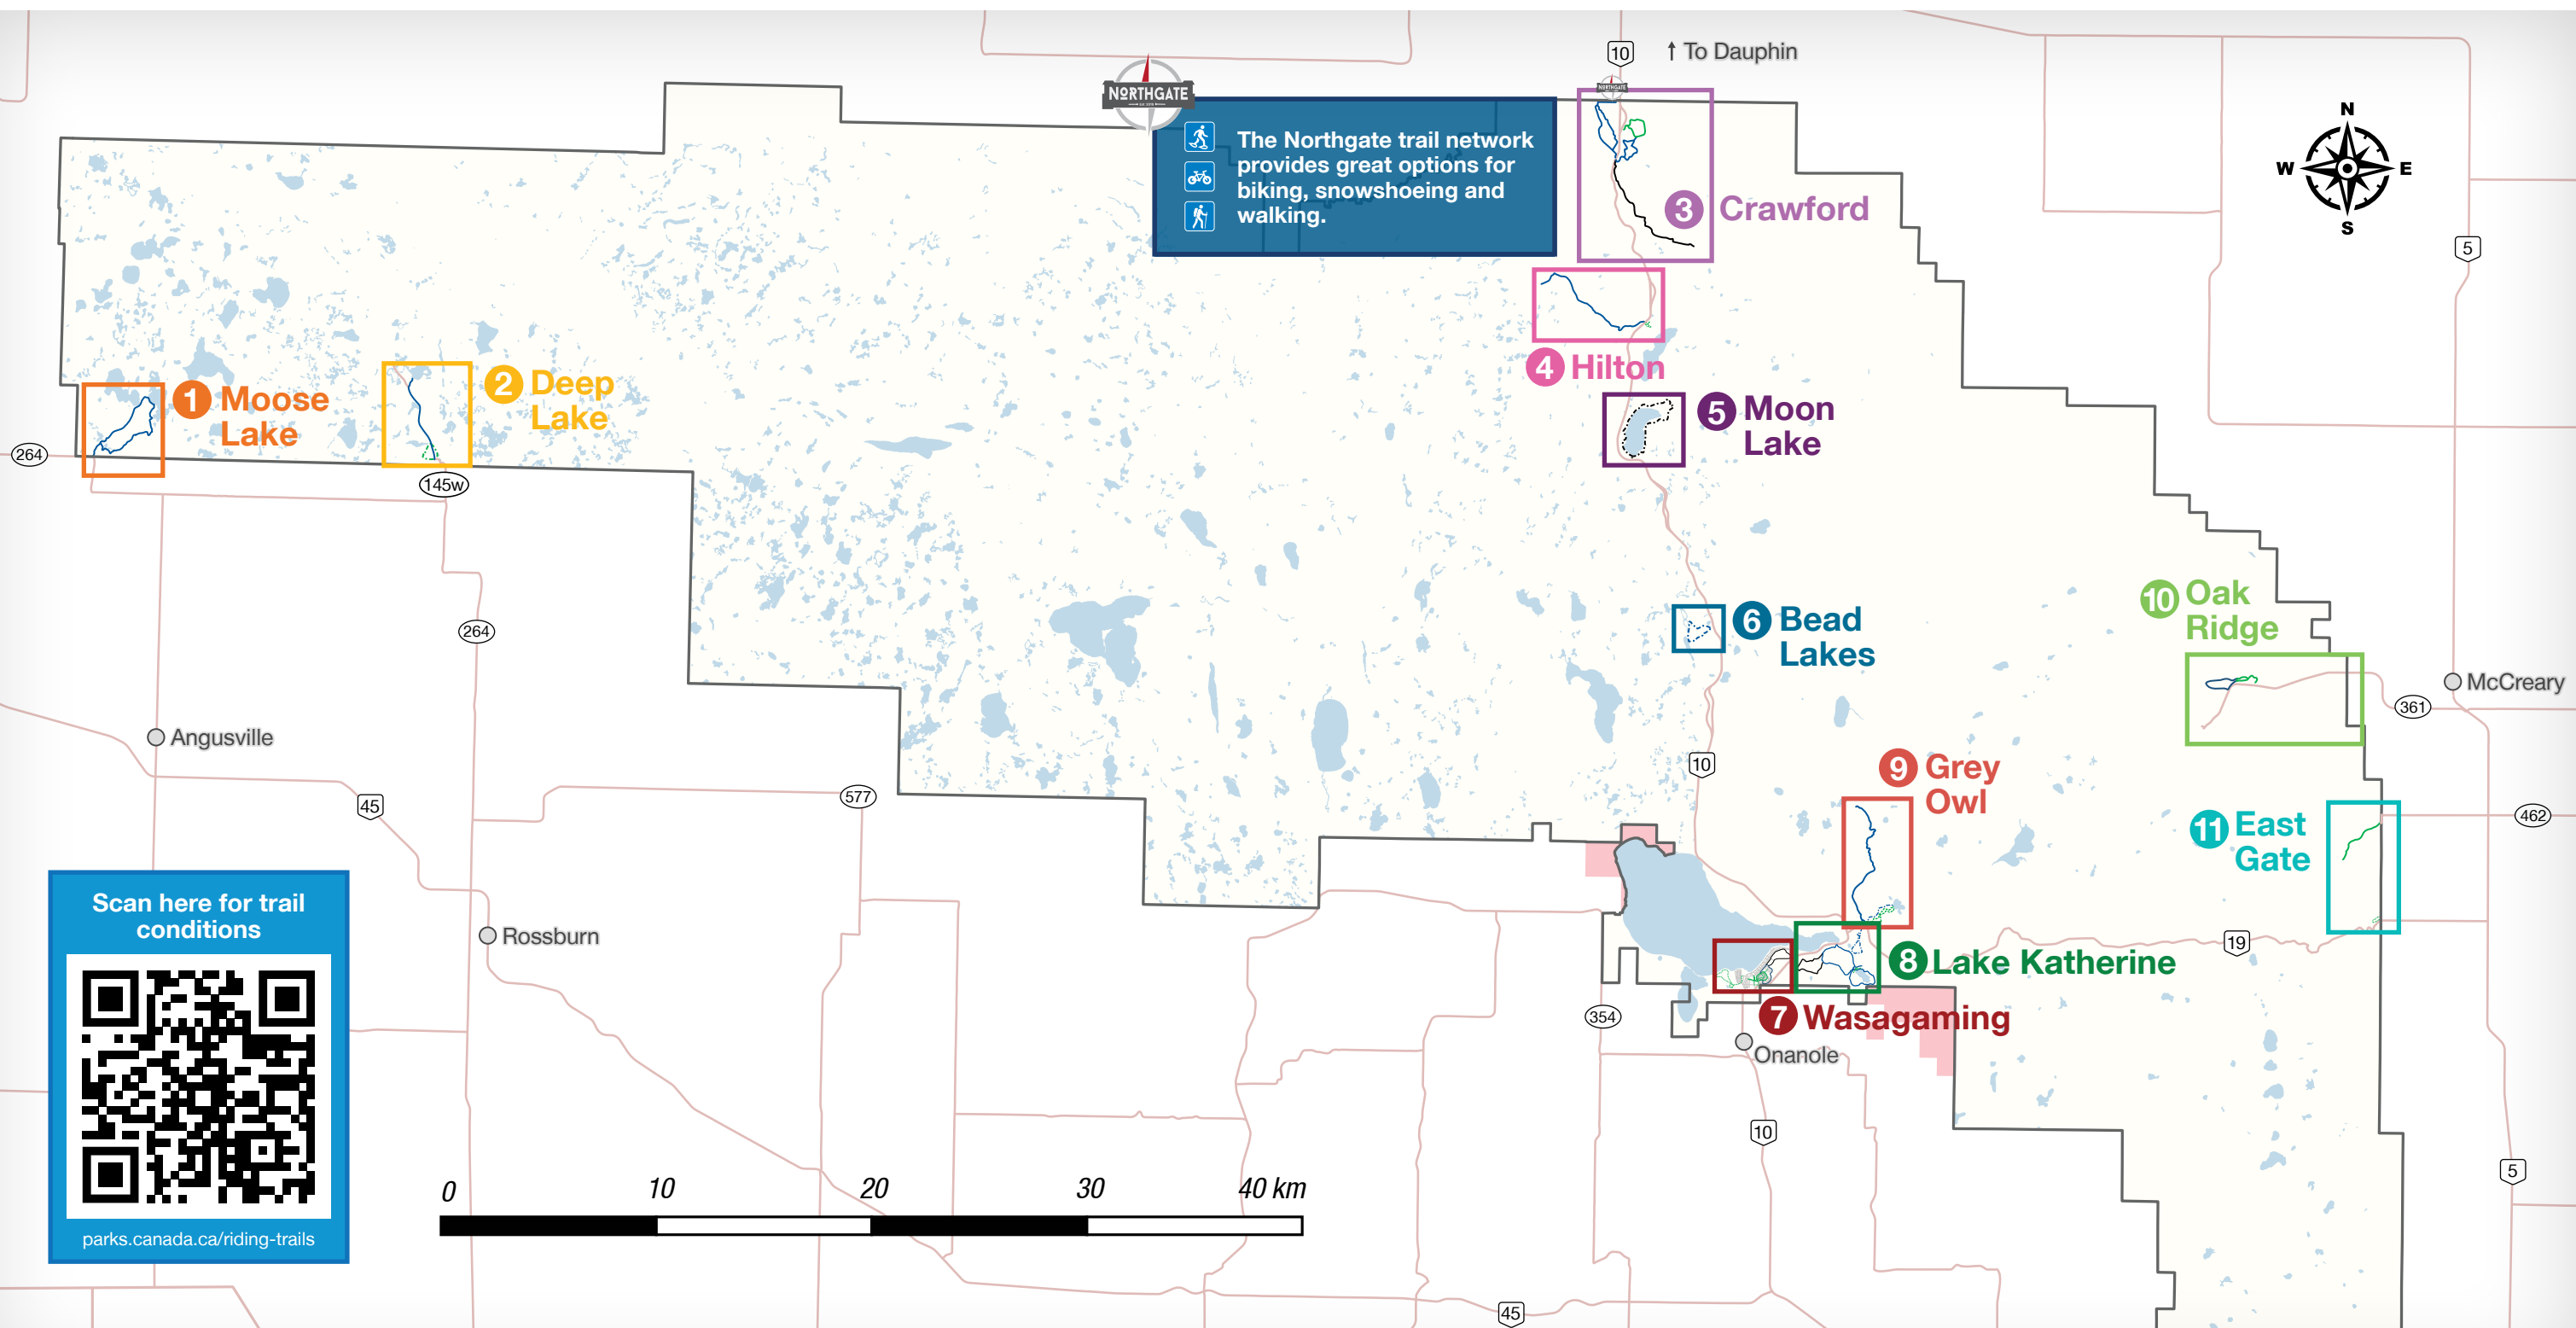 10
↑ To Dauphin
NORTHGATE
NORTHGATE
The Northgate trail network
provides great options for
biking, snowshoeing and
walking.
N
W
E
S
3 Crawford
5
4 Hilton
1 Moose
Lake
2 Deep
Lake
5 Moon
Lake
264
145w
264
6 Bead
Lakes
10 Oak
Ridge
McCreary
361
Angusville
10
9 Grey
Owl
45
577
462
11 East
Gate
Scan here for trail
conditions
Rossburn
19
8 Lake Katherine
354
7 Wasagaming
Onanole
10
5
0
10
20
30
40 km
parks.canada.ca/riding-trails
45